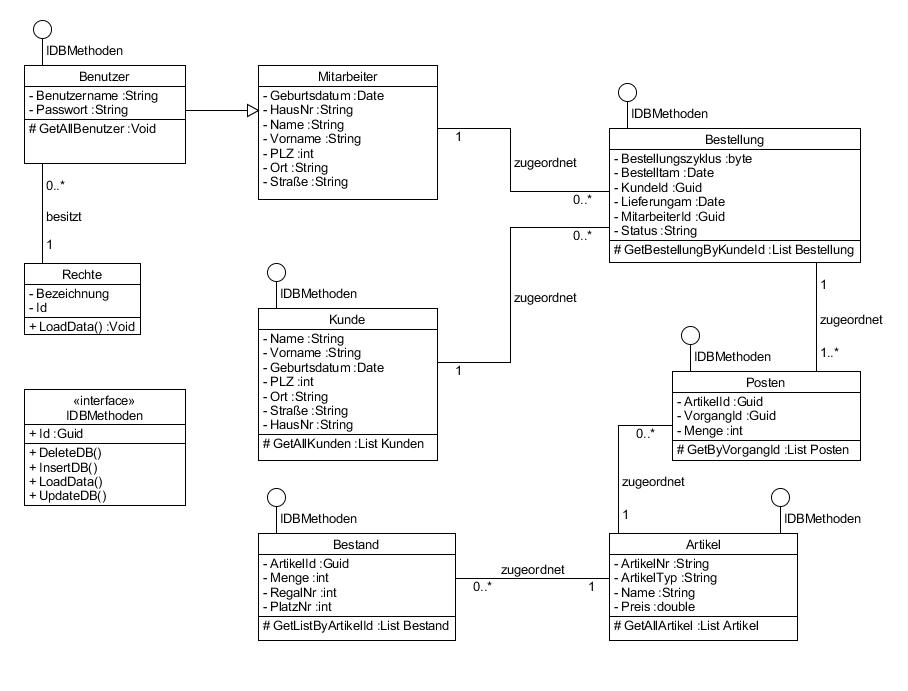 IDBMethoden
Benutzer
- Benutzername :String
- Passwort :String
# GetAllBenutzer :Void
Mitarbeiter
- Geburtsdatum :Date
- HausNr :String
- Name :String
- Vorname :String
- PLZ :int
- Ort :String
- Straße :String
1
zugeordnet
0..*
IDBMethoden
Bestellung
- Bestellungszyklus :byte
- Bestelltam :Date
- KundeId :Guid
- Lieferungam :Date
- MitarbeiterId :Guid
- Status :String
# GetBestellungByKundeId :List Bestellung
0..*
besitzt
1
Rechte
- Bezeichnung
- Id
+ LoadData() :Void
0..*
zugeordnet
1
IDBMethoden
Kunde
- Name :String
- Vorname :String
- Geburtsdatum :Date
- PLZ :int
- Ort :String
- Straße :String
- HausNr :String
# GetAllKunden :List Kunden
1
zugeordnet
1..*
IDBMethoden
Posten
- ArtikelId :Guid
- VorgangId :Guid
- Menge :int
# GetByVorgangId :List Posten
«interface»
IDBMethoden
+ Id :Guid
+ DeleteDB()
+ InsertDB()
+ LoadData()
+ UpdateDB()
0..*
zugeordnet
1
IDBMethoden
Bestand
- ArtikelId :Guid
- Menge :int
- RegalNr :int
- PlatzNr :int
# GetListByArtikelId :List Bestand
zugeordnet
0..*
1
IDBMethoden
Artikel
- ArtikelNr :String
- ArtikelTyp :String
- Name :String
- Preis :double
# GetAllArtikel :List Artikel